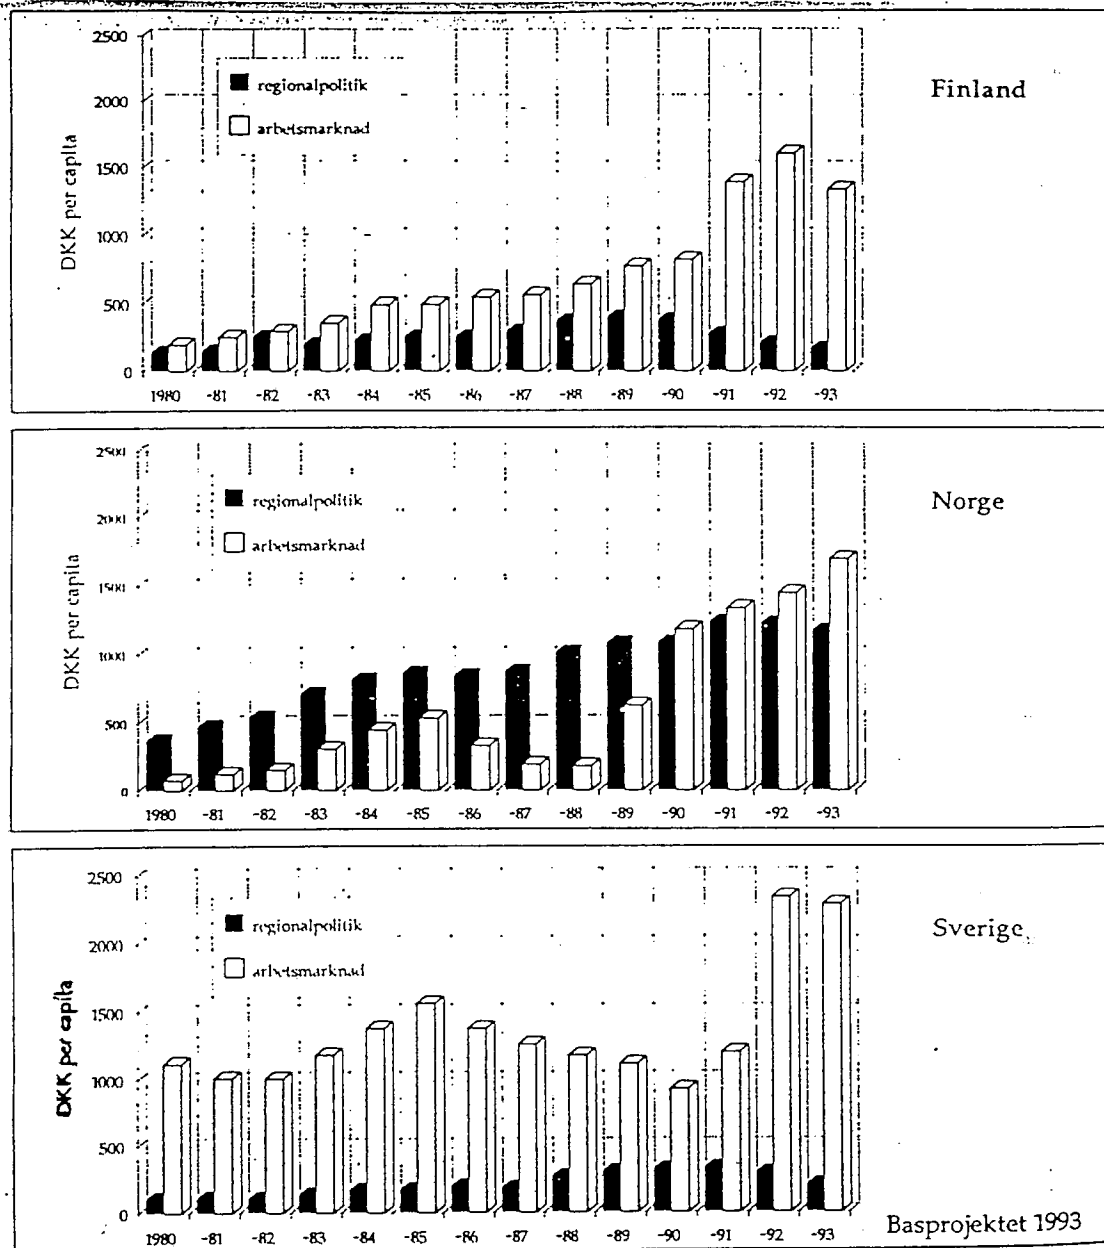 Finland
DKK per capita
2500
2000
1500
1000
500
0
regionalpolitik
arbetsmarknad
1980 -81 -82 -83 -84 -85 -86 -87 -88 -89 -90 -91 -92 -93
Norge
DKK per capita
2500
2000
1500
1000
500
0
regionalpolitik
arbetsmarknad
1980 -81 -82 -83 -84 -85 -86 -87 -88 -89 -90 -91 -92 -93
Sverige
DKK per capita
2500
2000
1500
1000
500
0
regionalpolitik
arbetsmarknad
1980 -81 -82 -83 -84 -85 -86 -87 -88 -89 -90 -91 -92 -93
Basprojektet 1993